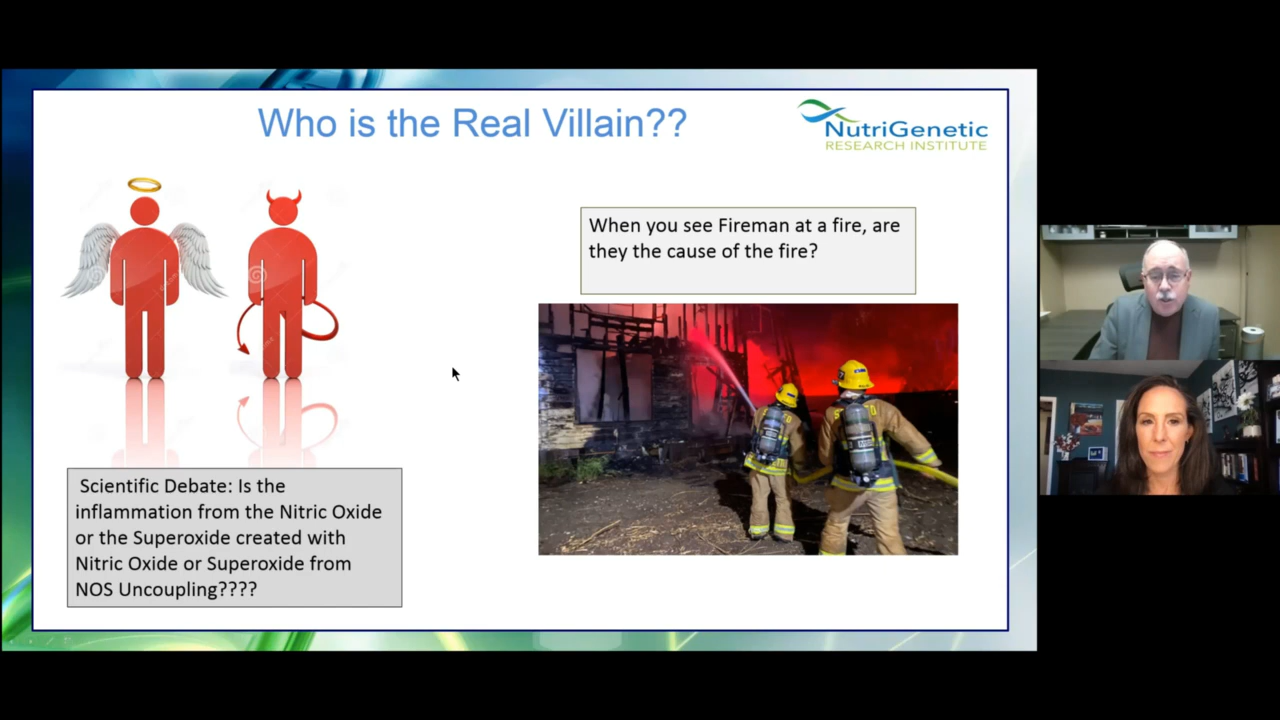 Who is the Real Villain??
NutriGenetic
RESEARCH INSTITUTE
When you see Fireman at a fire, are
they the cause of the fire?
Scientific Debate: Is the
inflammation from the Nitric Oxide
or the Superoxide created with
Nitric Oxide or Superoxide from
NOS Uncoupling????